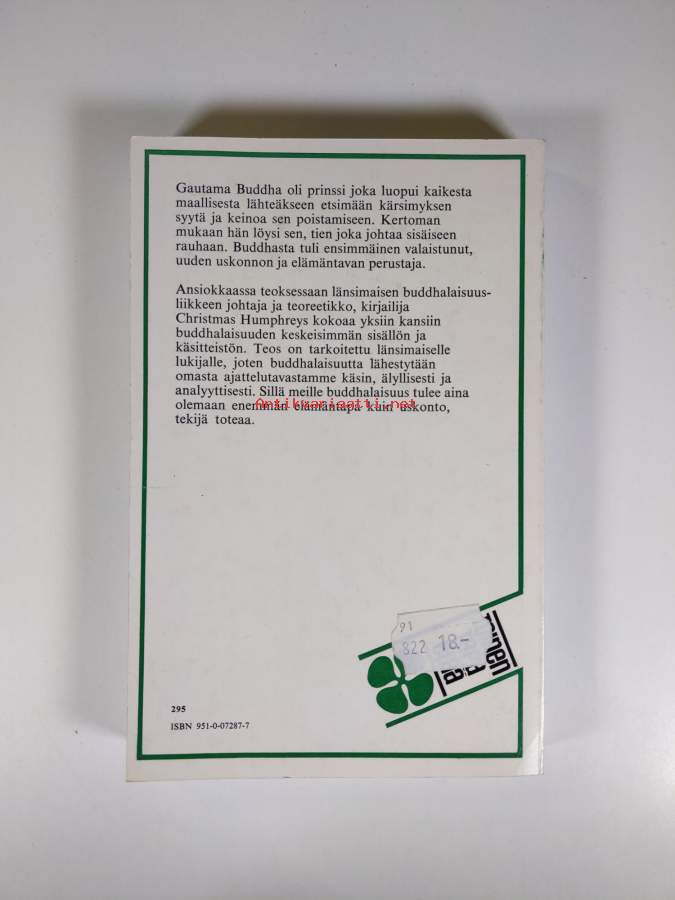 Gautama Buddha oli prinssi joka luopui kaikesta
maallisesta lähteäkseen etsimään kärsimyksen
syytä ja keinoa sen poistamiseen. Kertoman
mukaan hän löysi sen, tien joka johtaa sisäiseen
rauhaan. Buddhasta tuli ensimmäinen valaistunut,
uuden uskonnon ja elämäntavan perustaja.
Ansiokkaassa teoksessaan länsimaisen buddhalaisuus-
liikkeen johtaja ja teoreetikko, kirjailija
Christmas Humphreys kokoaa yksiin kansiin
buddhalaisuuden keskeisimmän sisällön ja
käsitteistön. Teos on tarkoitettu länsimaiselle
lukijalle, joten buddhalaisuutta lähestytään
omasta ajattelutavastamme käsin, älyllisesti ja
analyyttisesti. Sillä meille buddhalaisuus tulee aina
olemaan enemmän elämäntapa kuin uskonto,
Antikvariaatti.net
tekijä toteaa.
91
822 18.-
295
ISBN 951-0-07287-7